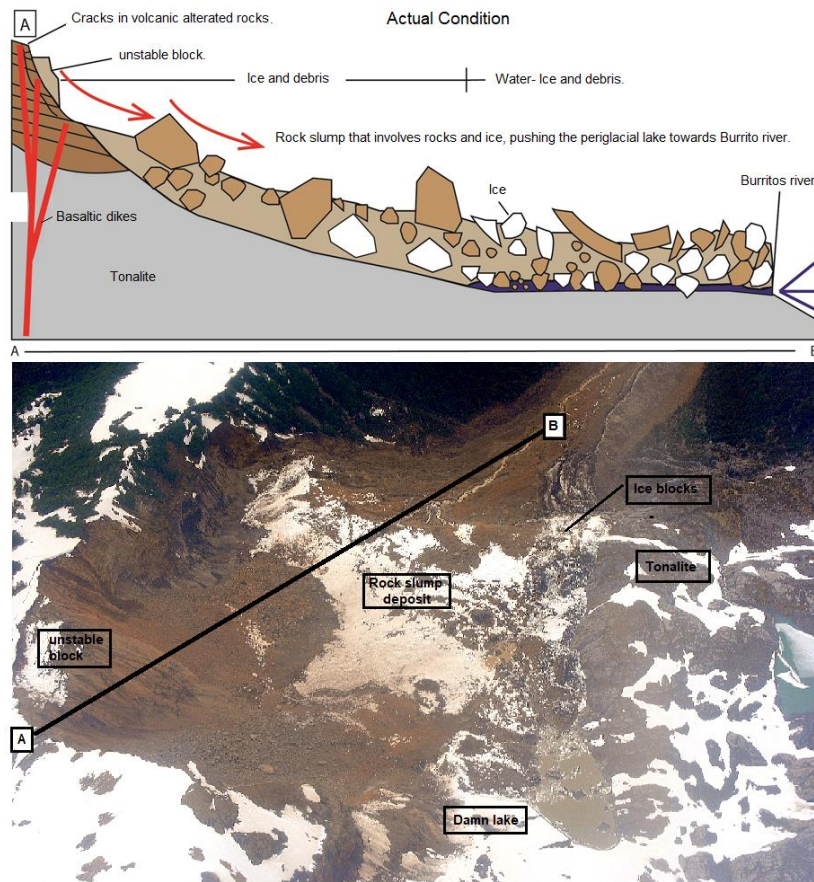 A
Cracks in volcanic alterated rocks.
Actual Condition
unstable block.
Ice and debris
Water- Ice and debris.
Rock slump that involves rocks and ice, pushing the periglacial lake towards Burrito river.
Ice
Burritos river
Basaltic dikes
Tonalite
A
B
Ice blocks
Tonalite
Rock slump
deposit
unstable
block
A
Damn lake